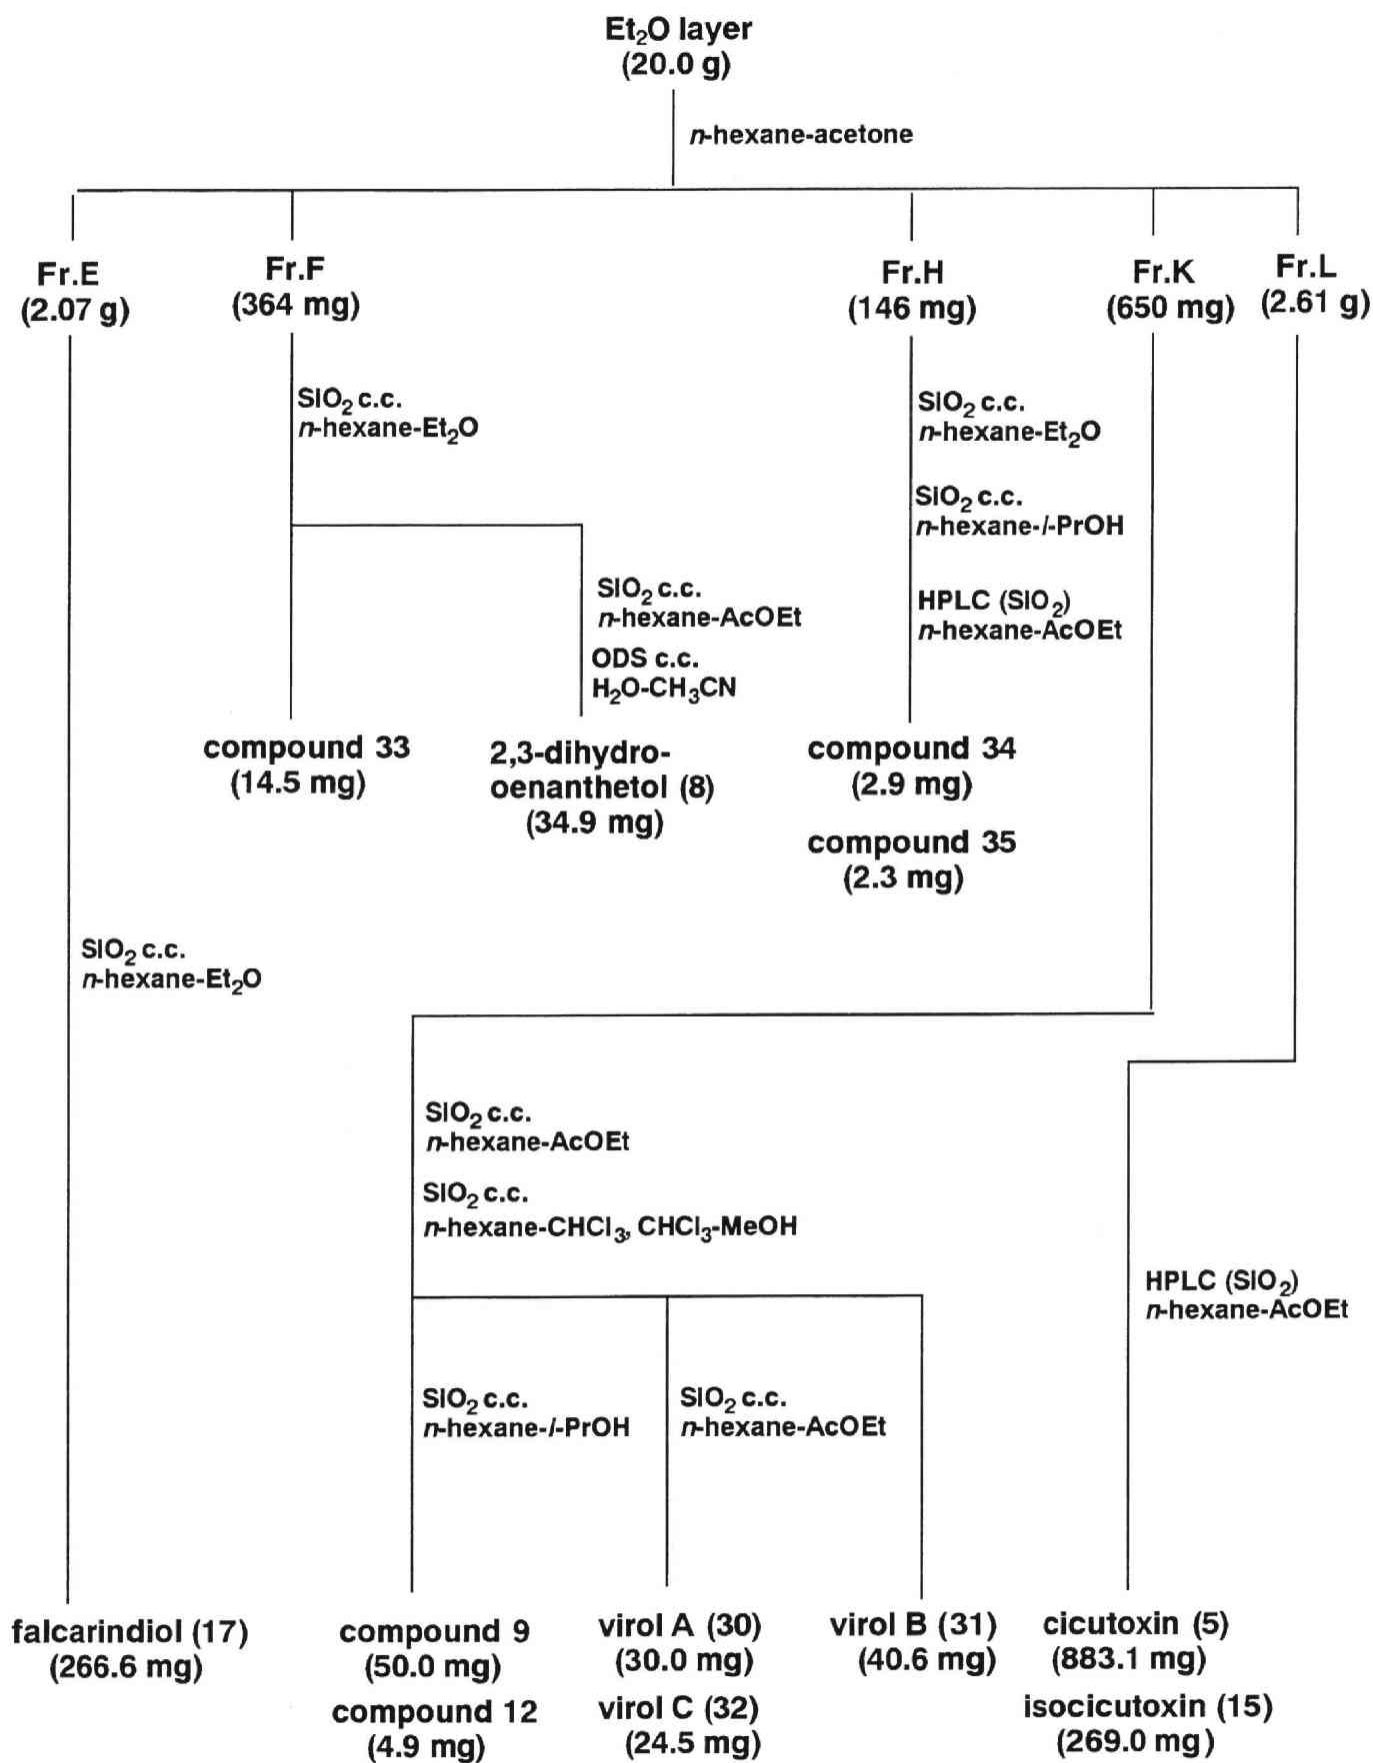 Et₂O layer
(20.0 g)
n-hexane-acetone
Fr.E
(2.07 g)
Fr.F
(364 mg)
Fr.H
(146 mg)
Fr.K
(650 mg)
Fr.L
(2.61 g)
SIO₂ c.c.
n-hexane-Et₂O
SIO₂ c.c.
n-hexane-AcOEt
ODS c.c.
H₂O-CH₃CN
SIO₂ c.c.
n-hexane-Et₂O
SIO₂ c.c.
n-hexane-i-PrOH
HPLC (SIO₂)
n-hexane-AcOEt
compound 33
(14.5 mg)
2,3-dihydro-
oenanthetol (8)
(34.9 mg)
compound 34
(2.9 mg)
compound 35
(2.3 mg)
SIO₂ c.c.
n-hexane-Et₂O
SIO₂ c.c.
n-hexane-AcOEt
SIO₂ c.c.
n-hexane-CHCl₃, CHCl₃-MeOH
HPLC (SIO₂)
n-hexane-AcOEt
SIO₂ c.c.
n-hexane-i-PrOH
SIO₂ c.c.
n-hexane-AcOEt
falcarindiol (17)
(266.6 mg)
compound 9
(50.0 mg)
compound 12
(4.9 mg)
virol A (30)
(30.0 mg)
virol C (32)
(24.5 mg)
virol B (31)
(40.6 mg)
cicutoxin (5)
(883.1 mg)
isocicutoxin (15)
(269.0 mg)